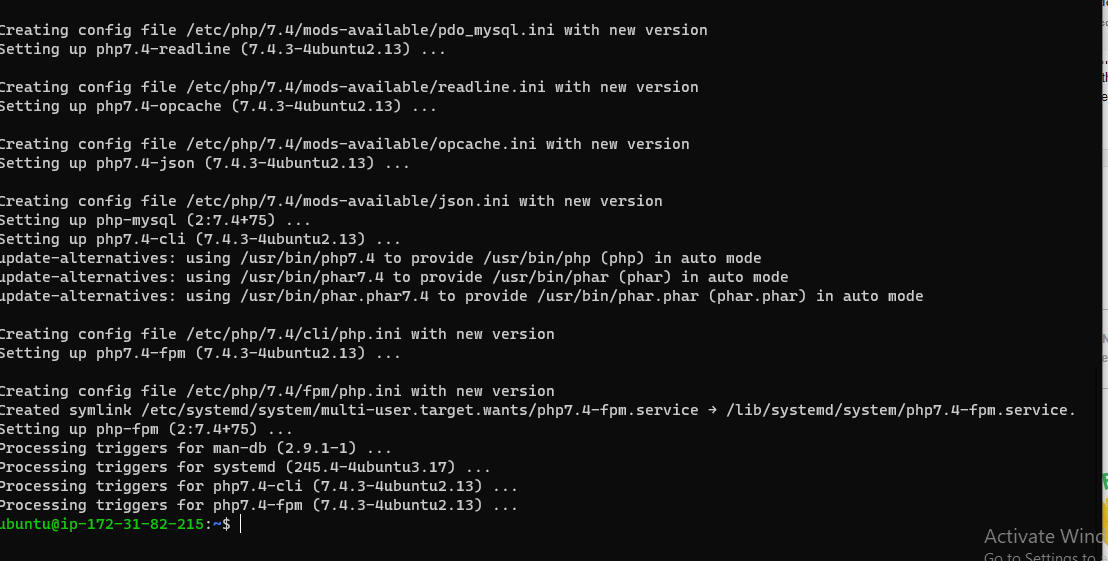 Creating config file /etc/php/7.4/mods-available/pdo_mysql.ini with new version
Setting up php7.4-readline (7.4.3-4ubuntu2.13) ...
Creating config file /etc/php/7.4/mods-available/readline.ini with new version
Setting up php7.4-opcache (7.4.3-4ubuntu2.13) ...
Creating config file /etc/php/7.4/mods-available/opcache.ini with new version
Setting up php7.4-json (7.4.3-4ubuntu2.13) ...
Creating config file /etc/php/7.4/mods-available/json.ini with new version
Setting up php-mysql (2:7.4+75) ...
Setting up php7.4-cli (7.4.3-4ubuntu2.13) ...
update-alternatives: using /usr/bin/php7.4 to provide /usr/bin/php (php) in auto mode
update-alternatives: using /usr/bin/phar7.4 to provide /usr/bin/phar (phar) in auto mode
update-alternatives: using /usr/bin/phar.phar7.4 to provide /usr/bin/phar.phar (phar.phar) in auto mode
Creating config file /etc/php/7.4/cli/php.ini with new version
Setting up php7.4-fpm (7.4.3-4ubuntu2.13) ...
Creating config file /etc/php/7.4/fpm/php.ini with new version
Created symlink /etc/systemd/system/multi-user.target.wants/php7.4-fpm.service → /lib/systemd/system/php7.4-fpm.service.
Setting up php-fpm (2:7.4+75) ...
Processing triggers for man-db (2.9.1-1) ...
Processing triggers for systemd (245.4-4ubuntu3.17) ...
Processing triggers for php7.4-cli (7.4.3-4ubuntu2.13) ...
Processing triggers for php7.4-fpm (7.4.3-4ubuntu2.13) ...
ubuntu@ip-172-31-82-215:~$
Activate Winc
Go to Settings to